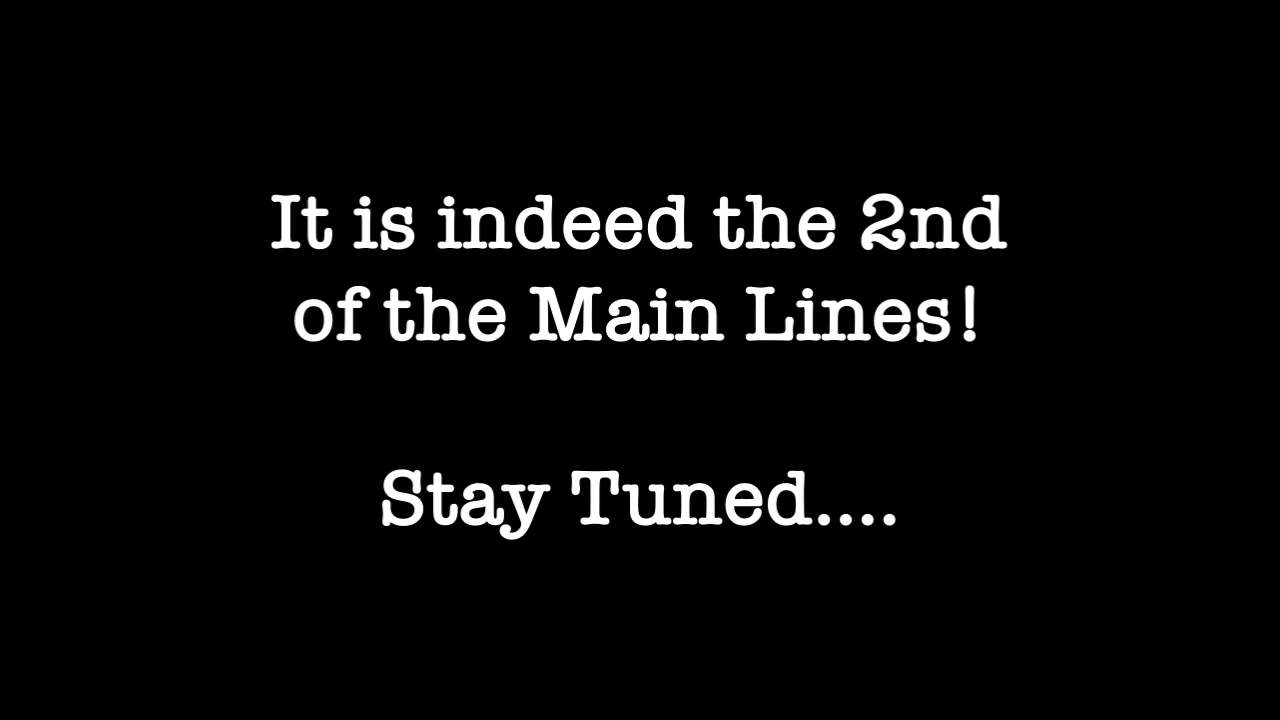 It is indeed the 2nd
of the Main Lines!
Stay Tuned....